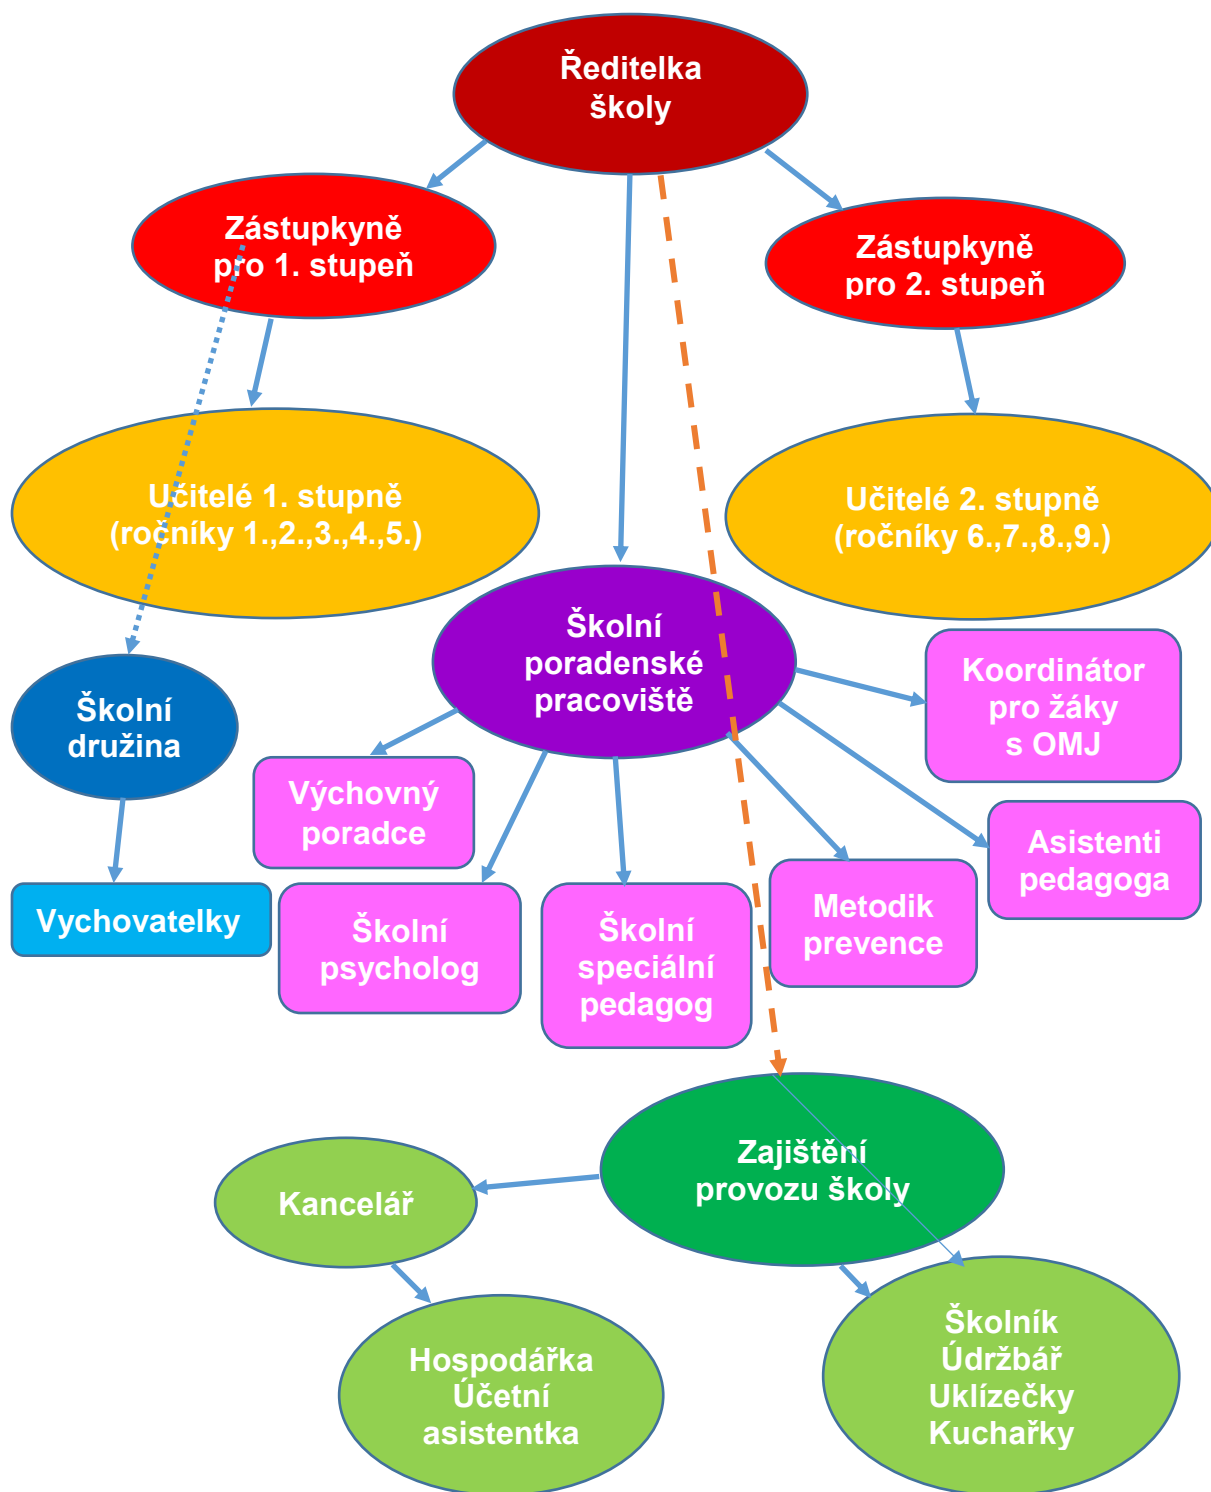 Ředitelka
školy
Zástupkyně
pro 1. stupeň
Zástupkyně
pro 2. stupeň
Učitelé 1. stupně
(ročníky 1.,2.,3.,4.,5.)
Učitelé 2. stupně
(ročníky 6.,7.,8.,9.)
Školní
poradenské
pracoviště
Koordinátor
pro žáky
s OMJ
Školní
družina
Výchovný
poradce
Asistenti
pedagoga
Vychovatelky
Školní
psycholog
Školní
speciální
pedagog
Metodik
prevence
Zajištění
provozu školy
Kancelář
Hospodářka
Účetní
asistentka
Školník
Údržbář
Uklízečky
Kuchařky